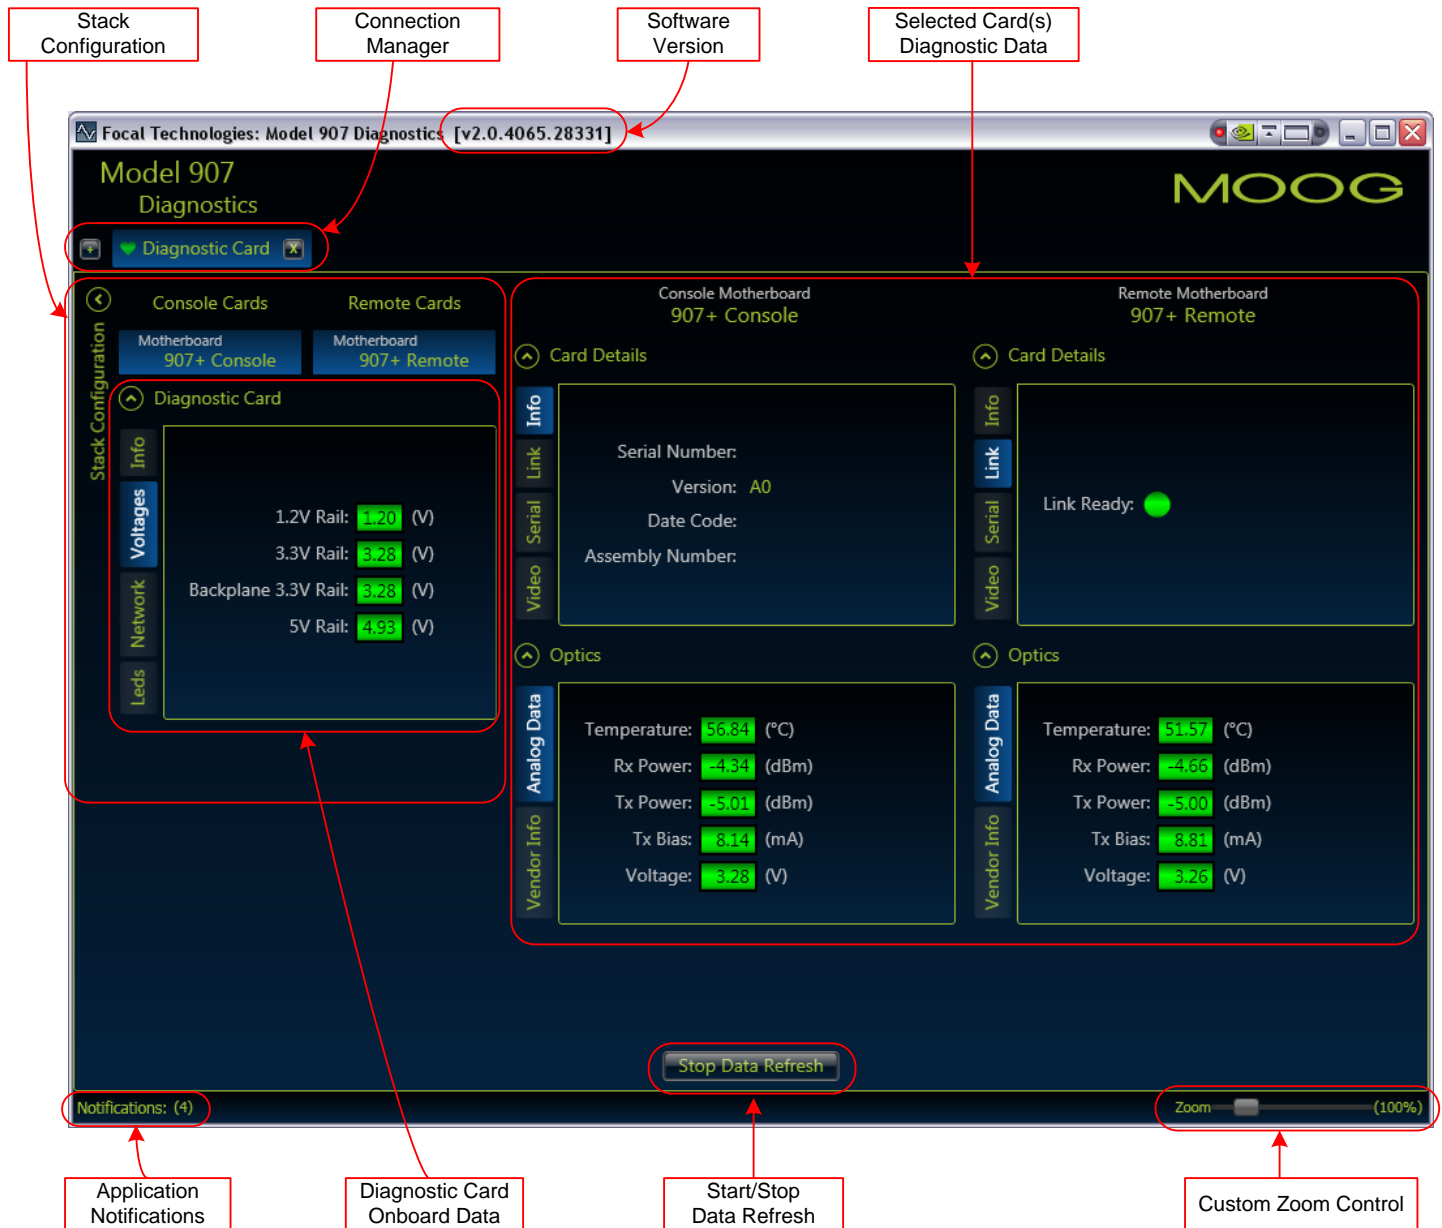 Stack
Configuration
Connection
Manager
Software
Version
Selected Card(s)
Diagnostic Data
Focal Technologies: Model 907 Diagnostics [v2.0.4065.28331]
Model 907
Diagnostics
MOOG
+
Diagnostic Card
X
Stack Configuration
Console Cards
Remote Cards
Motherboard
907+ Console
Motherboard
907+ Remote
Diagnostic Card
Info
Voltages
Network
Leds
1.2V Rail: 1.20 (V)
3.3V Rail: 3.28 (V)
Backplane 3.3V Rail: 3.28 (V)
5V Rail: 4.93 (V)
Console Motherboard
907+ Console
Card Details
Info
Link
Serial
Video
Serial Number:
Version: A0
Date Code:
Assembly Number:
Optics
Analog Data
Vendor Info
Temperature: 56.84 (°C)
Rx Power: -4.34 (dBm)
Tx Power: -5.01 (dBm)
Tx Bias: 8.14 (mA)
Voltage: 3.28 (V)
Remote Motherboard
907+ Remote
Card Details
Info
Link
Serial
Video
Link Ready:
Optics
Analog Data
Vendor Info
Temperature: 51.57 (°C)
Rx Power: -4.66 (dBm)
Tx Power: -5.00 (dBm)
Tx Bias: 8.81 (mA)
Voltage: 3.26 (V)
Stop Data Refresh
Notifications: (4)
Zoom
(100%)
Application
Notifications
Diagnostic Card
Onboard Data
Start/Stop
Data Refresh
Custom Zoom Control